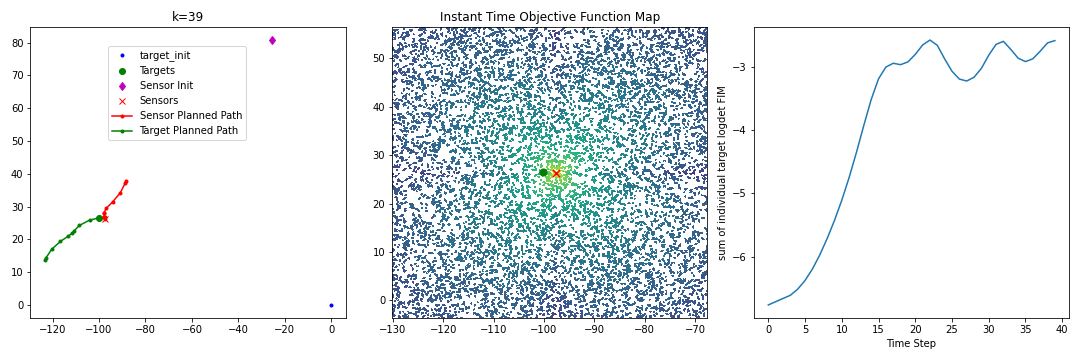 k=39
80
70
60
50
40
30
20
10
0
−120 −100 −80 −60 −40 −20 0
target_init
Targets
Sensor Init
Sensors
Sensor Planned Path
Target Planned Path
Instant Time Objective Function Map
50
40
30
20
10
0
−130 −120 −110 −100 −90 −80 −70
sum of individual target logdet FIM
−3
−4
−5
−6
0 5 10 15 20 25 30 35 40
Time Step